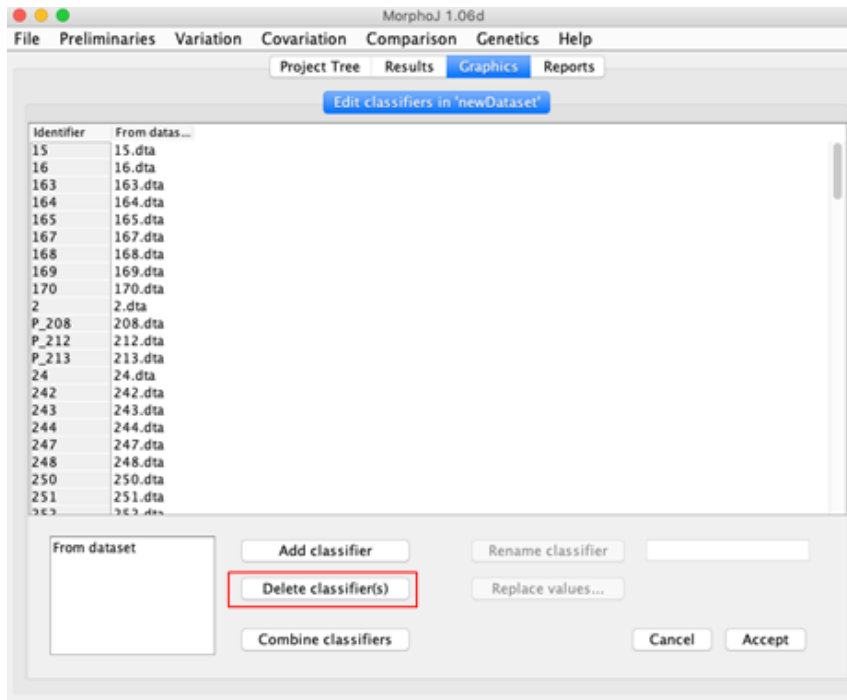 MorphoJ 1.06d
File Preliminaries Variation Covariation Comparison Genetics Help
Project Tree Results Graphics Reports
Edit classifiers in 'newDataset'
Identifier From datas...
15 15.dta
16 16.dta
163 163.dta
164 164.dta
165 165.dta
167 167.dta
168 168.dta
169 169.dta
170 170.dta
2 2.dta
P_208 208.dta
P_212 212.dta
P_213 213.dta
24 24.dta
242 242.dta
243 243.dta
244 244.dta
247 247.dta
248 248.dta
250 250.dta
251 251.dta
252 252.dta
From dataset
Add classifier Rename classifier
Delete classifier(s) Replace values...
Combine classifiers Cancel Accept